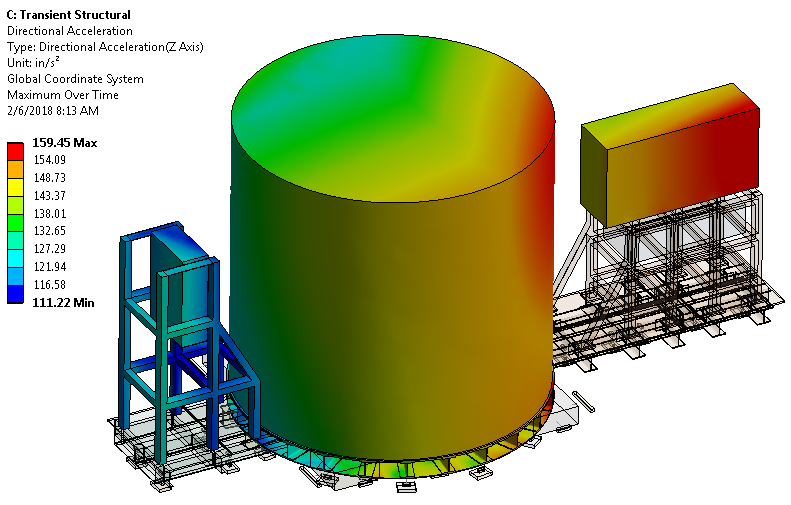 C: Transient Structural
Directional Acceleration
Type: Directional Acceleration(Z Axis)
Unit: in/s²
Global Coordinate System
Maximum Over Time
2/6/2018 8:13 AM
159.45 Max
154.09
148.73
143.37
138.01
132.65
127.29
121.94
116.58
111.22 Min